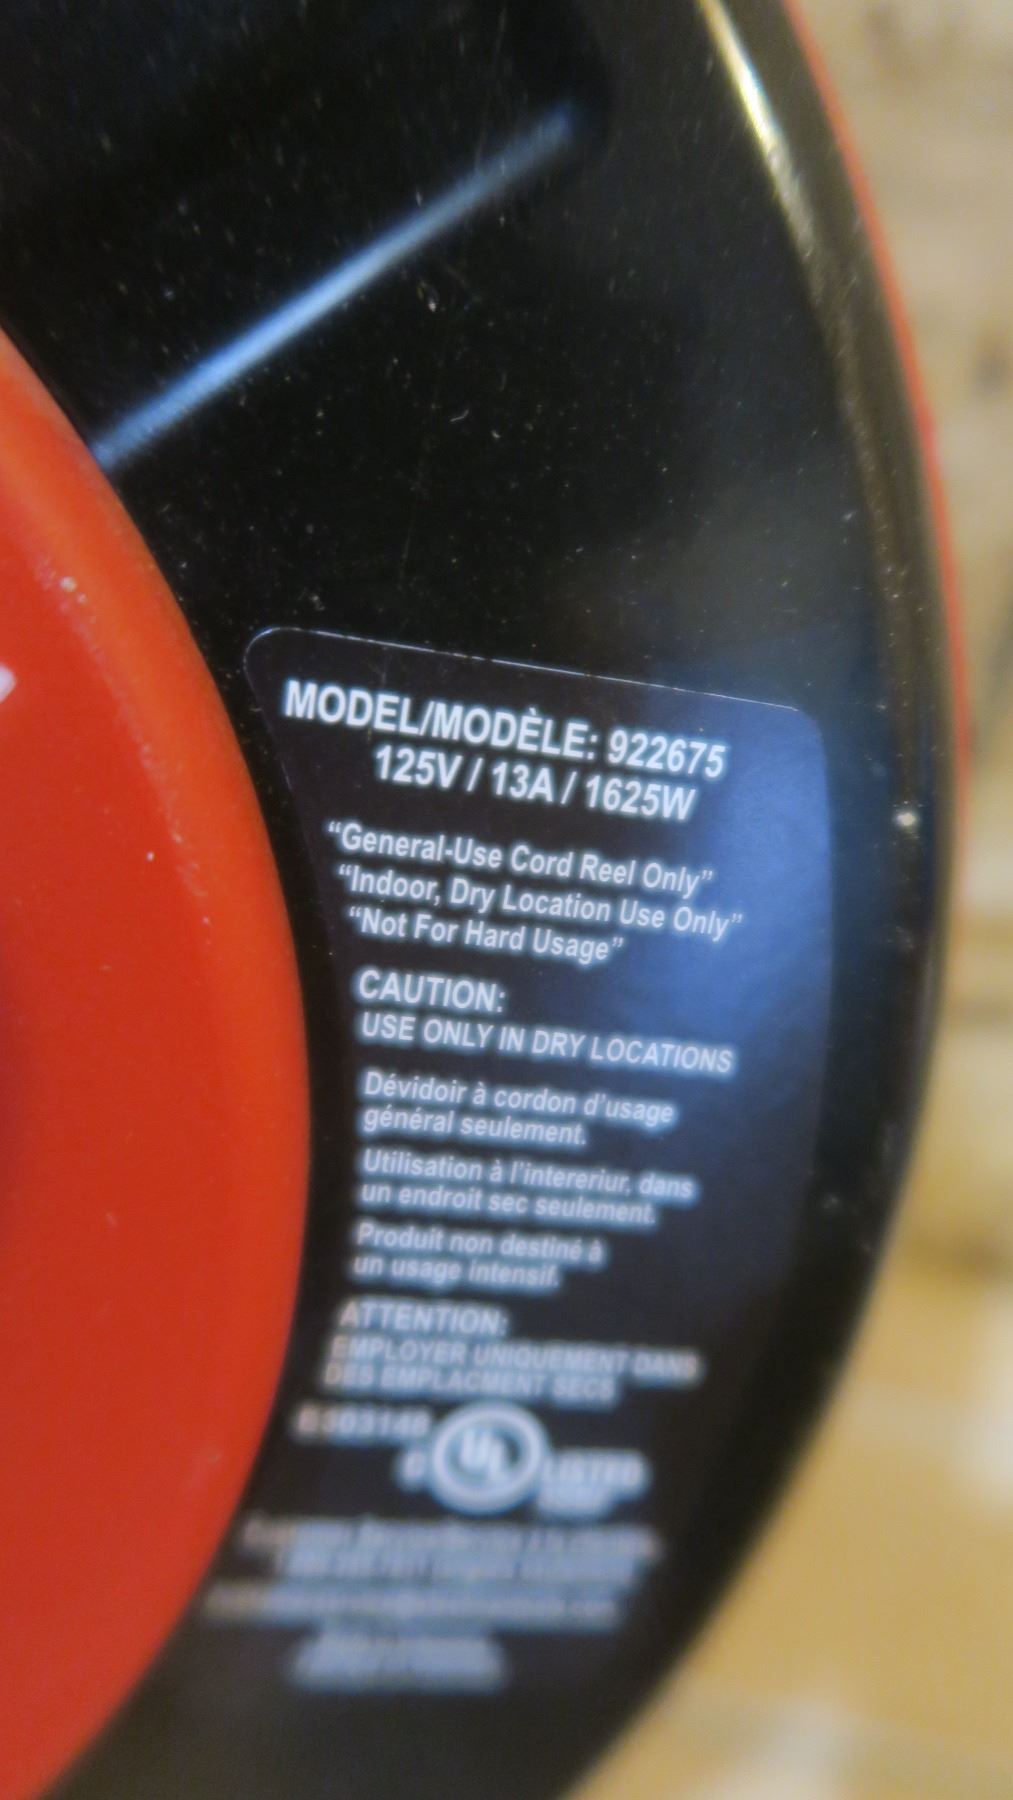 MODEL/MODÈLE: 922675
125V / 13A / 1625W
“General-Use Cord Reel Only”
“Indoor, Dry Location Use Only”
“Not For Hard Usage”
CAUTION:
USE ONLY IN DRY LOCATIONS
Dévidoir à cordon d’usage
général seulement.
Utilisation à l’intereriur, dans
un endroit sec seulement.
Produit non destiné à
un usage intensif.
ATTENTION:
EMPLOYER UNIQUEMENT DANS
DES EMPLACMENT SECS
UL
LISTED